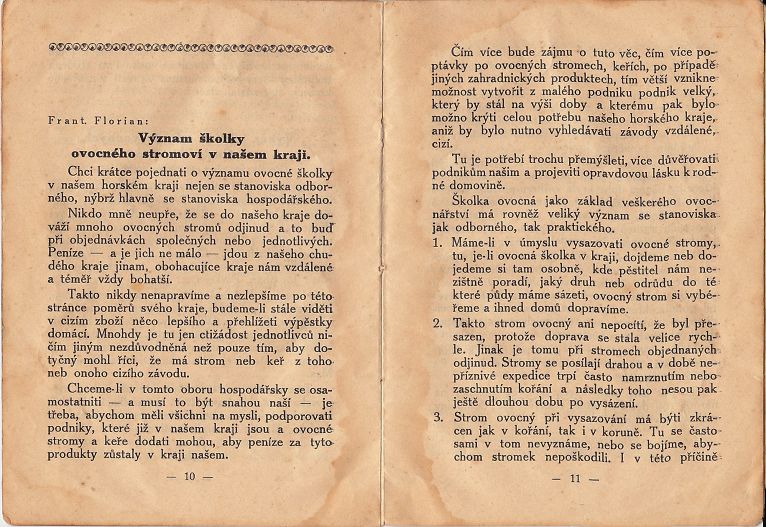 Frant. Florian:
Význam školky
ovocného stromoví v našem kraji.
Chci krátce pojednati o významu ovocné školky
v našem horském kraji nejen se stanoviska odbor-
ného, nýbrž hlavně se stanoviska hospodářského.
Nikdo mně neupře, že se do našeho kraje do-
váží mnoho ovocných stromů odjinud a to buď
při objednávkách společných nebo jednotlivých.
Peníze — a je jich ne málo — jdou z našeho chu-
dého kraje jinam, obohacujíce kraje nám vzdálené
a téměř vždy bohatší.
Takto nikdy nenapravíme a nezlepšíme po této
stránce poměrů svého kraje, budeme-li stále viděti
v cizím zboží něco lepšího a přehlížeti výpěstky
domácí. Mnohdy je tu jen ctižádost jednotlivců ni-
čím jiným nezdůvodněná než pouze tím, aby do-
tyčný mohl říci, že má strom neb keř z toho
neb onoho cizího závodu.
Chceme-li v tomto oboru hospodářsky se osa-
mostatniti — a musí to být snahou naší — je
třeba, abychom měli všichni na mysli, podporovati
podniky, které již v našem kraji jsou a ovocné
stromy a keře dodati mohou, aby peníze za tyto
produkty zůstaly v kraji našem.
— 10 —
Čím více bude zájmu o tuto věc, čím více po-
ptávky po ovocných stromech, keřích, po případě
jiných zahradnických produktech, tím větší vznikne
možnost vytvořit z malého podniku podnik velký,
který by stál na výši doby a kterému pak bylo
možno krýti celou potřebu našeho horského kraje,
aniž by bylo nutno vyhledávati závody vzdálené,
cizí.
Tu je potřebí trochu přemýšleti, více důvěřovati
podnikům našim a projeviti opravdovou lásku k rod-
né domovině.
Školka ovocná jako základ veškerého ovoc-
nářství má rovněž veliký význam se stanoviska
jak odborného, tak praktického.
1. Máme-li v úmyslu vysazovati ovocné stromy,
tu, je-li ovocná školka v kraji, dojdeme neb do-
jedeme si tam osobně, kde pěstitel nám ne-
zištně poradí, jaký druh neb odrůdu do té
které půdy máme sázeti, ovocný strom si vybé-
řeme a ihned domů dopravíme.
2. Takto strom ovocný ani nepocítí, že byl pře-
sazen, protože doprava se stala velice rych-
le. Jinak je tomu při stromech objednaných
odjinud. Stromy se posílají drahou a v době ne-
příznivé expedice trpí často namrznutím nebo
zaschnutím kořání a následky toho nesou pak
ještě dlouhou dobu po vysázení.
3. Strom ovocný při vysazování má býti zkrá-
cen jak v kořání, tak i v koruně. Tu se často
sami v tom nevyznáme, nebo se bojíme, aby-
chom stromek nepoškodili. I v této příčině
— 11 —